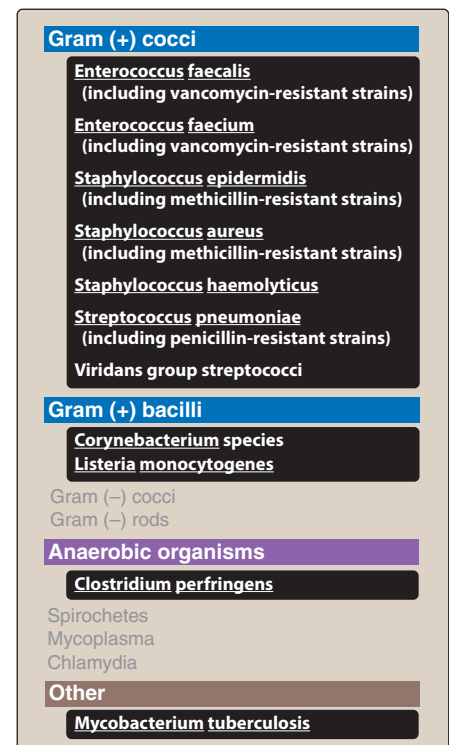 Gram (+) cocci
Enterococcus faecalis
(including vancomycin-resistant strains)
Enterococcus faecium
(including vancomycin-resistant strains)
Staphylococcus epidermidis
(including methicillin-resistant strains)
Staphylococcus aureus
(including methicillin-resistant strains)
Staphylococcus haemolyticus
Streptococcus pneumoniae
(including penicillin-resistant strains)
Viridans group streptococci
Gram (+) bacilli
Corynebacterium species
Listeria monocytogenes
Gram (–) cocci
Gram (–) rods
Anaerobic organisms
Clostridium perfringens
Spirochetes
Mycoplasma
Chlamydia
Other
Mycobacterium tuberculosis